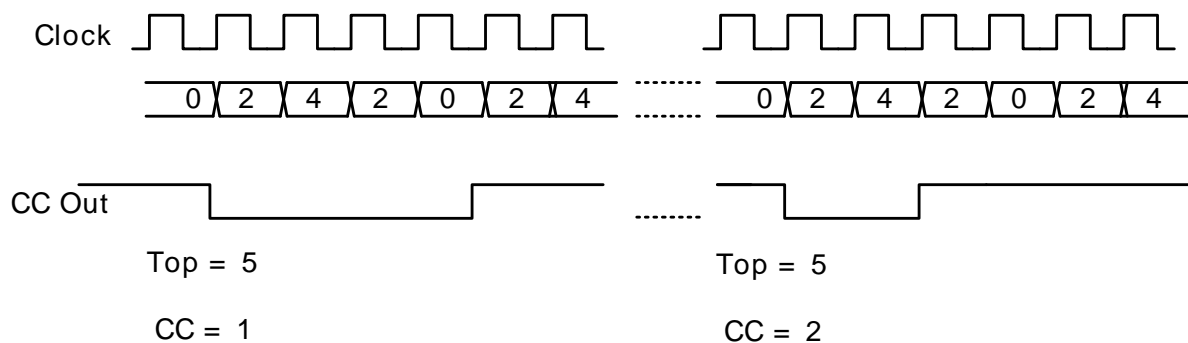 Clock
0 2 4 2 0 2 4 0 2 4 2 0 2 4
CC Out
Top = 5 Top = 5
CC = 1 CC = 2